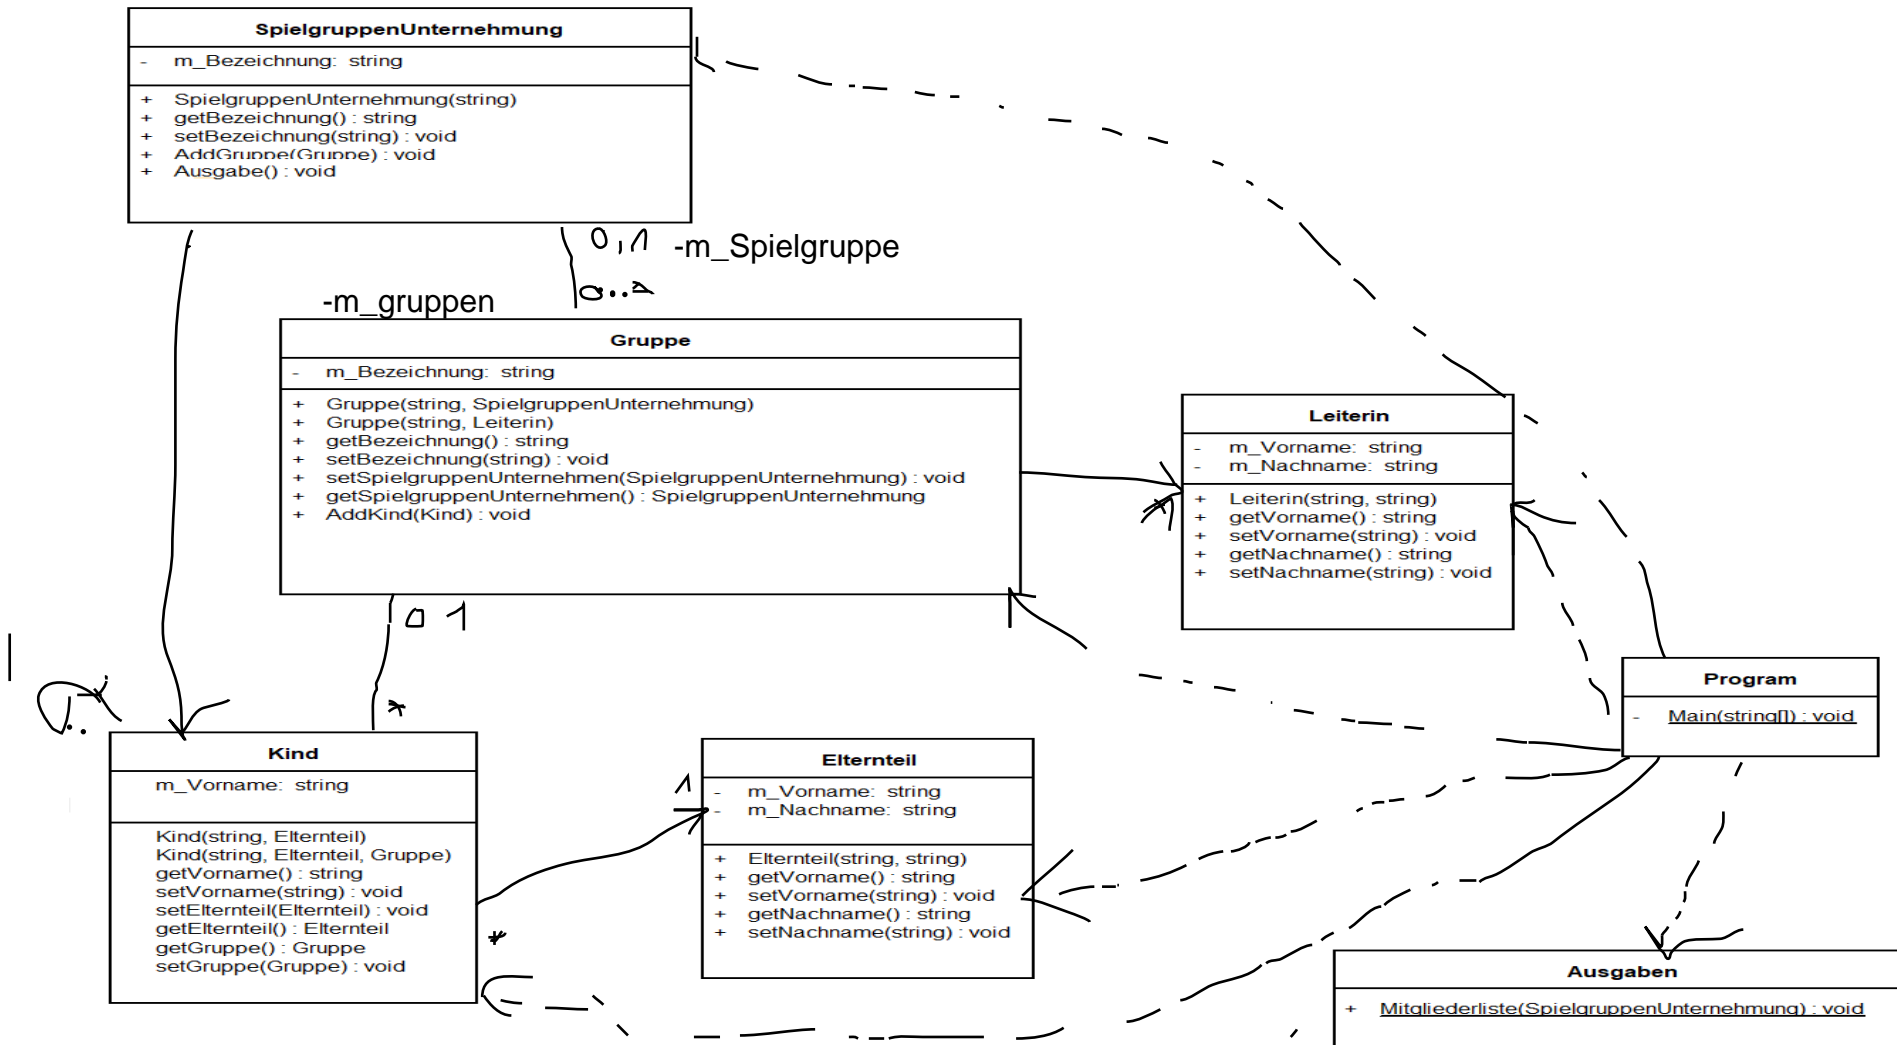 SpielgruppenUnternehmung
- m_Bezeichnung: string
+ SpielgruppenUnternehmung(string)
+ getBezeichnung() : string
+ setBezeichnung(string) : void
+ AddGruppe(Gruppe) : void
+ Ausgabe() : void
0,1 -m_Spielgruppe
-m_gruppen
Gruppe
- m_Bezeichnung: string
+ Gruppe(string, SpielgruppenUnternehmung)
+ Gruppe(string, Leiterin)
+ getBezeichnung() : string
+ setBezeichnung(string) : void
+ setSpielgruppenUnternehmen(SpielgruppenUnternehmung) : void
+ getSpielgruppenUnternehmen() : SpielgruppenUnternehmung
+ AddKind(Kind) : void
0 1
*
Leiterin
- m_Vorname: string
- m_Nachname: string
+ Leiterin(string, string)
+ getVorname() : string
+ setVorname(string) : void
+ getNachname() : string
+ setNachname(string) : void
Program
- Main(string[]) : void
Kind
m_Vorname: string
Kind(string, Elternteil)
Kind(string, Elternteil, Gruppe)
getVorname() : string
setVorname(string) : void
setElternteil(Elternteil) : void
getElternteil() : Elternteil
getGruppe() : Gruppe
setGruppe(Gruppe) : void
1
*
Elternteil
- m_Vorname: string
- m_Nachname: string
+ Elternteil(string, string)
+ getVorname() : string
+ setVorname(string) : void
+ getNachname() : string
+ setNachname(string) : void
Ausgaben
+ Mitgliederliste(SpielgruppenUnternehmung) : void